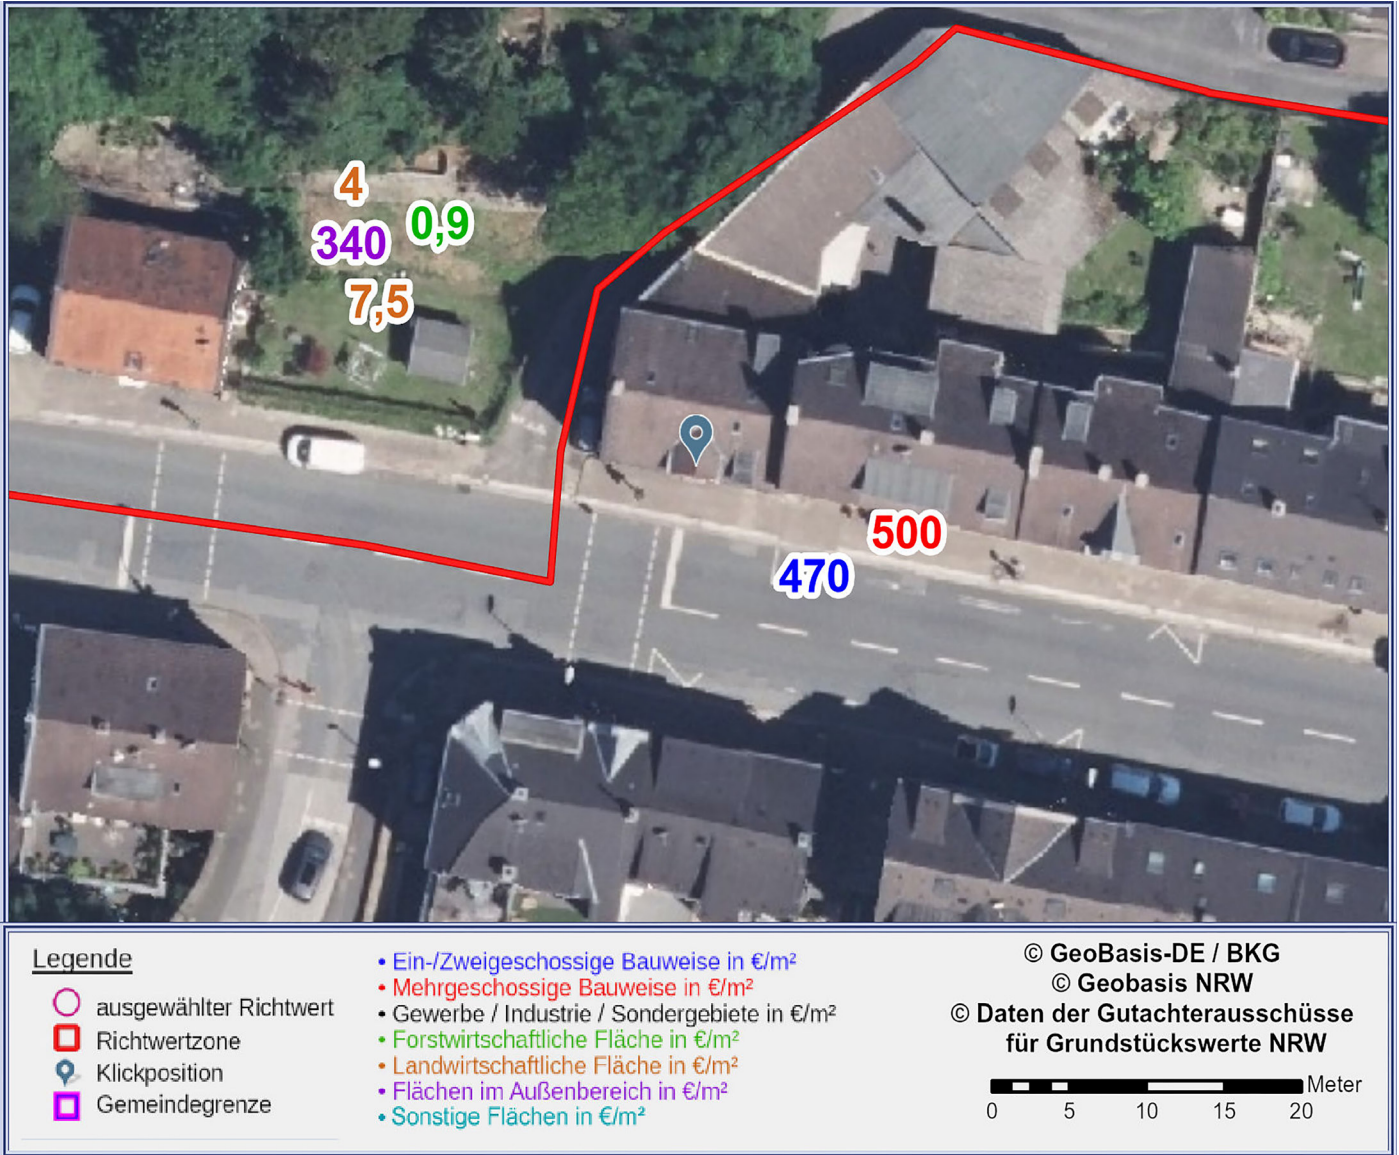 4
0,9
340
7,5
500
470
Legende
ausgewählter Richtwert
Richtwertzone
Klickposition
Gemeindegrenze
• Ein-/Zweigeschossige Bauweise in €/m²
• Mehrgeschossige Bauweise in €/m²
• Gewerbe / Industrie / Sondergebiete in €/m²
• Forstwirtschaftliche Fläche in €/m²
• Landwirtschaftliche Fläche in €/m²
• Flächen im Außenbereich in €/m²
• Sonstige Flächen in €/m²
© GeoBasis-DE / BKG
© Geobasis NRW
© Daten der Gutachterausschüsse
für Grundstückswerte NRW
Meter
0 5 10 15 20